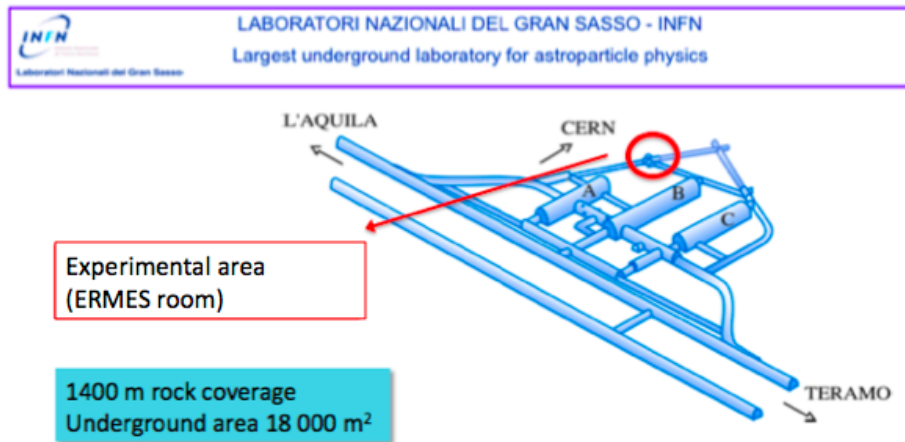 LABORATORI NAZIONALI DEL GRAN SASSO - INFN
Largest underground laboratory for astroparticle physics
INFN
Laboratori Nazionali del Gran Sasso
L'AQUILA
CERN
A
B
C
Experimental area
(ERMES room)
1400 m rock coverage
Underground area 18 000 m²
TERAMO